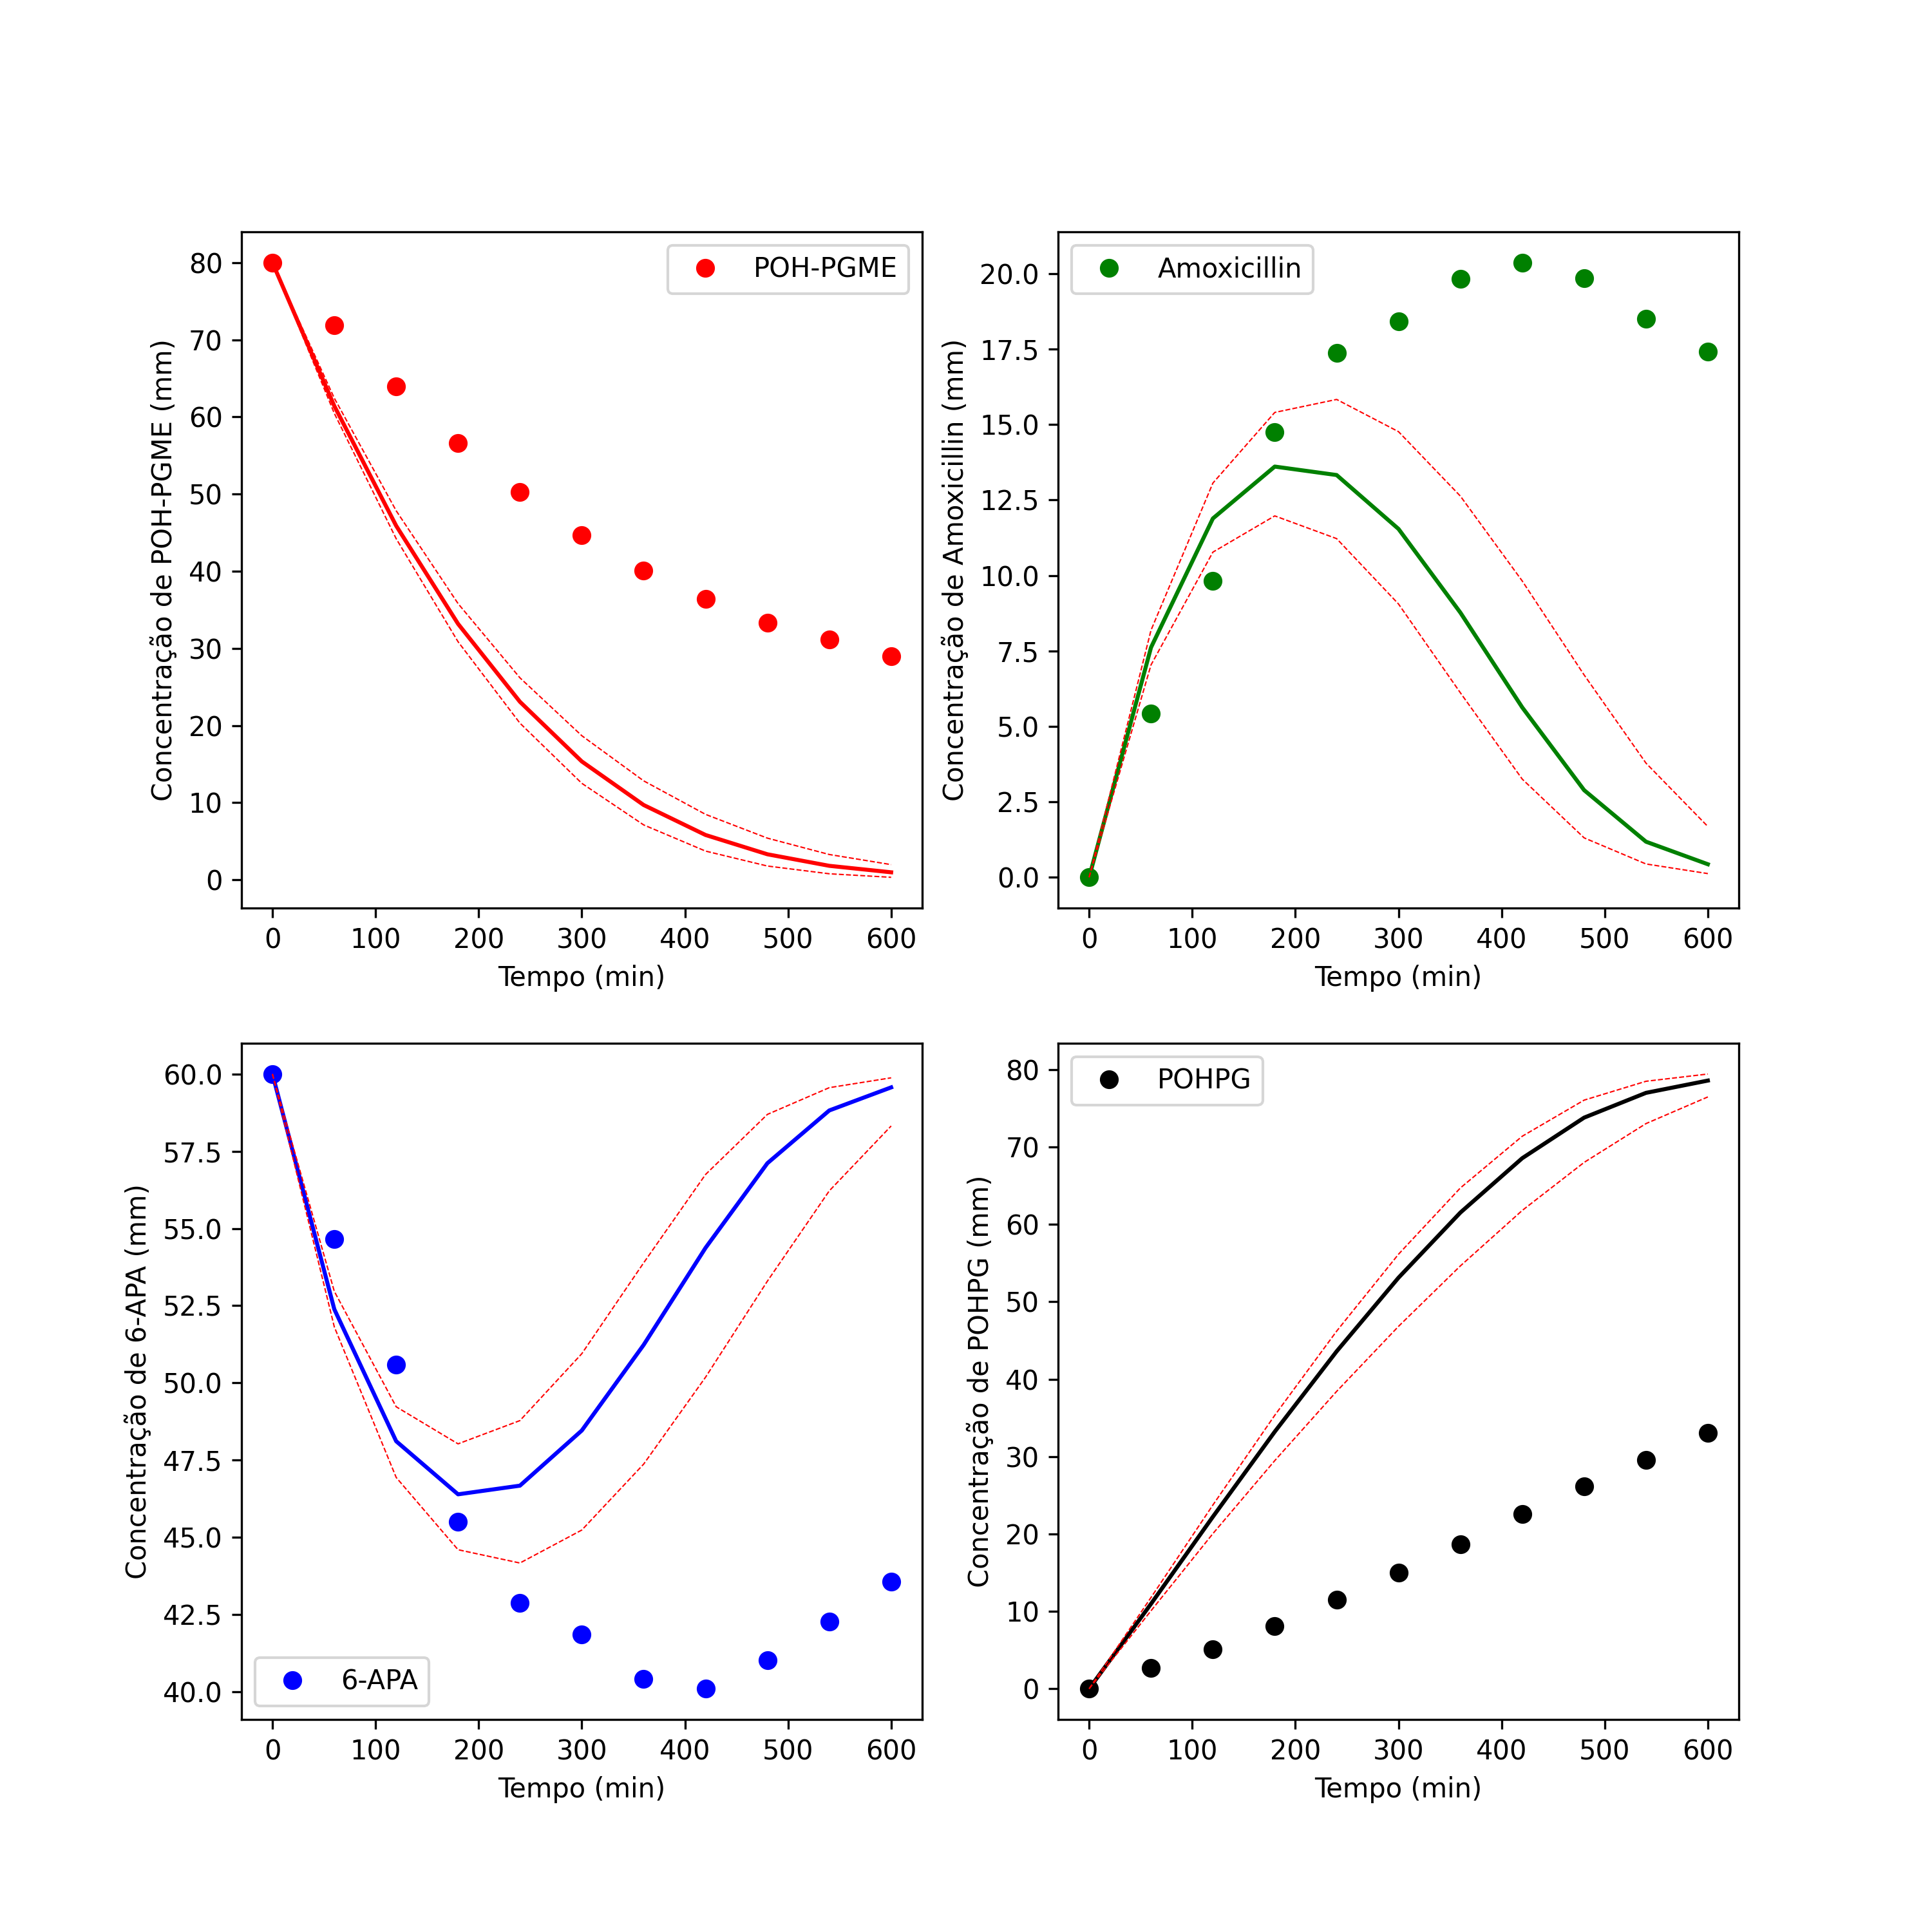 POH-PGME
80
70
60
50
40
30
20
10
0
Concentração de POH-PGME (mm)
0 100 200 300 400 500 600
Tempo (min)
Amoxicillin
20.0
17.5
15.0
12.5
10.0
7.5
5.0
2.5
0.0
Concentração de Amoxicillin (mm)
0 100 200 300 400 500 600
Tempo (min)
60.0
57.5
55.0
52.5
50.0
47.5
45.0
42.5
40.0
Concentração de 6-APA (mm)
6-APA
0 100 200 300 400 500 600
Tempo (min)
POHPG
80
70
60
50
40
30
20
10
0
Concentração de POHPG (mm)
0 100 200 300 400 500 600
Tempo (min)